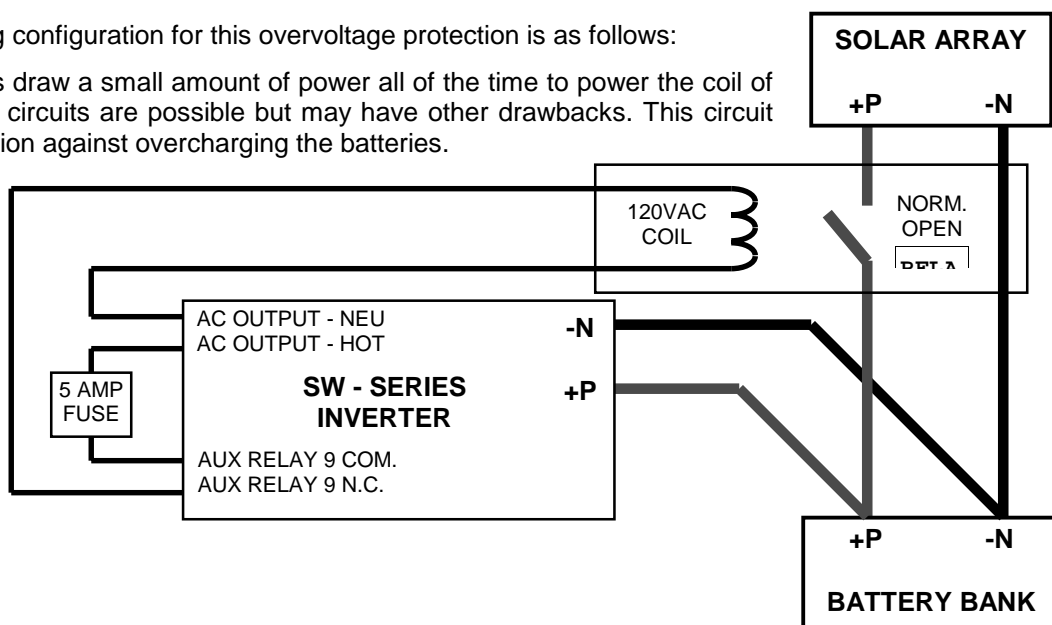 g configuration for this overvoltage protection is as follows:
s draw a small amount of power all of the time to power the coil of
circuits are possible but may have other drawbacks. This circuit
ion against overcharging the batteries.
SOLAR ARRAY
+P -N
120VAC
COIL
NORM.
OPEN
RELA
AC OUTPUT - NEU
AC OUTPUT - HOT
-N
SW - SERIES
INVERTER
+P
5 AMP
FUSE
AUX RELAY 9 COM.
AUX RELAY 9 N.C.
+P -N
BATTERY BANK